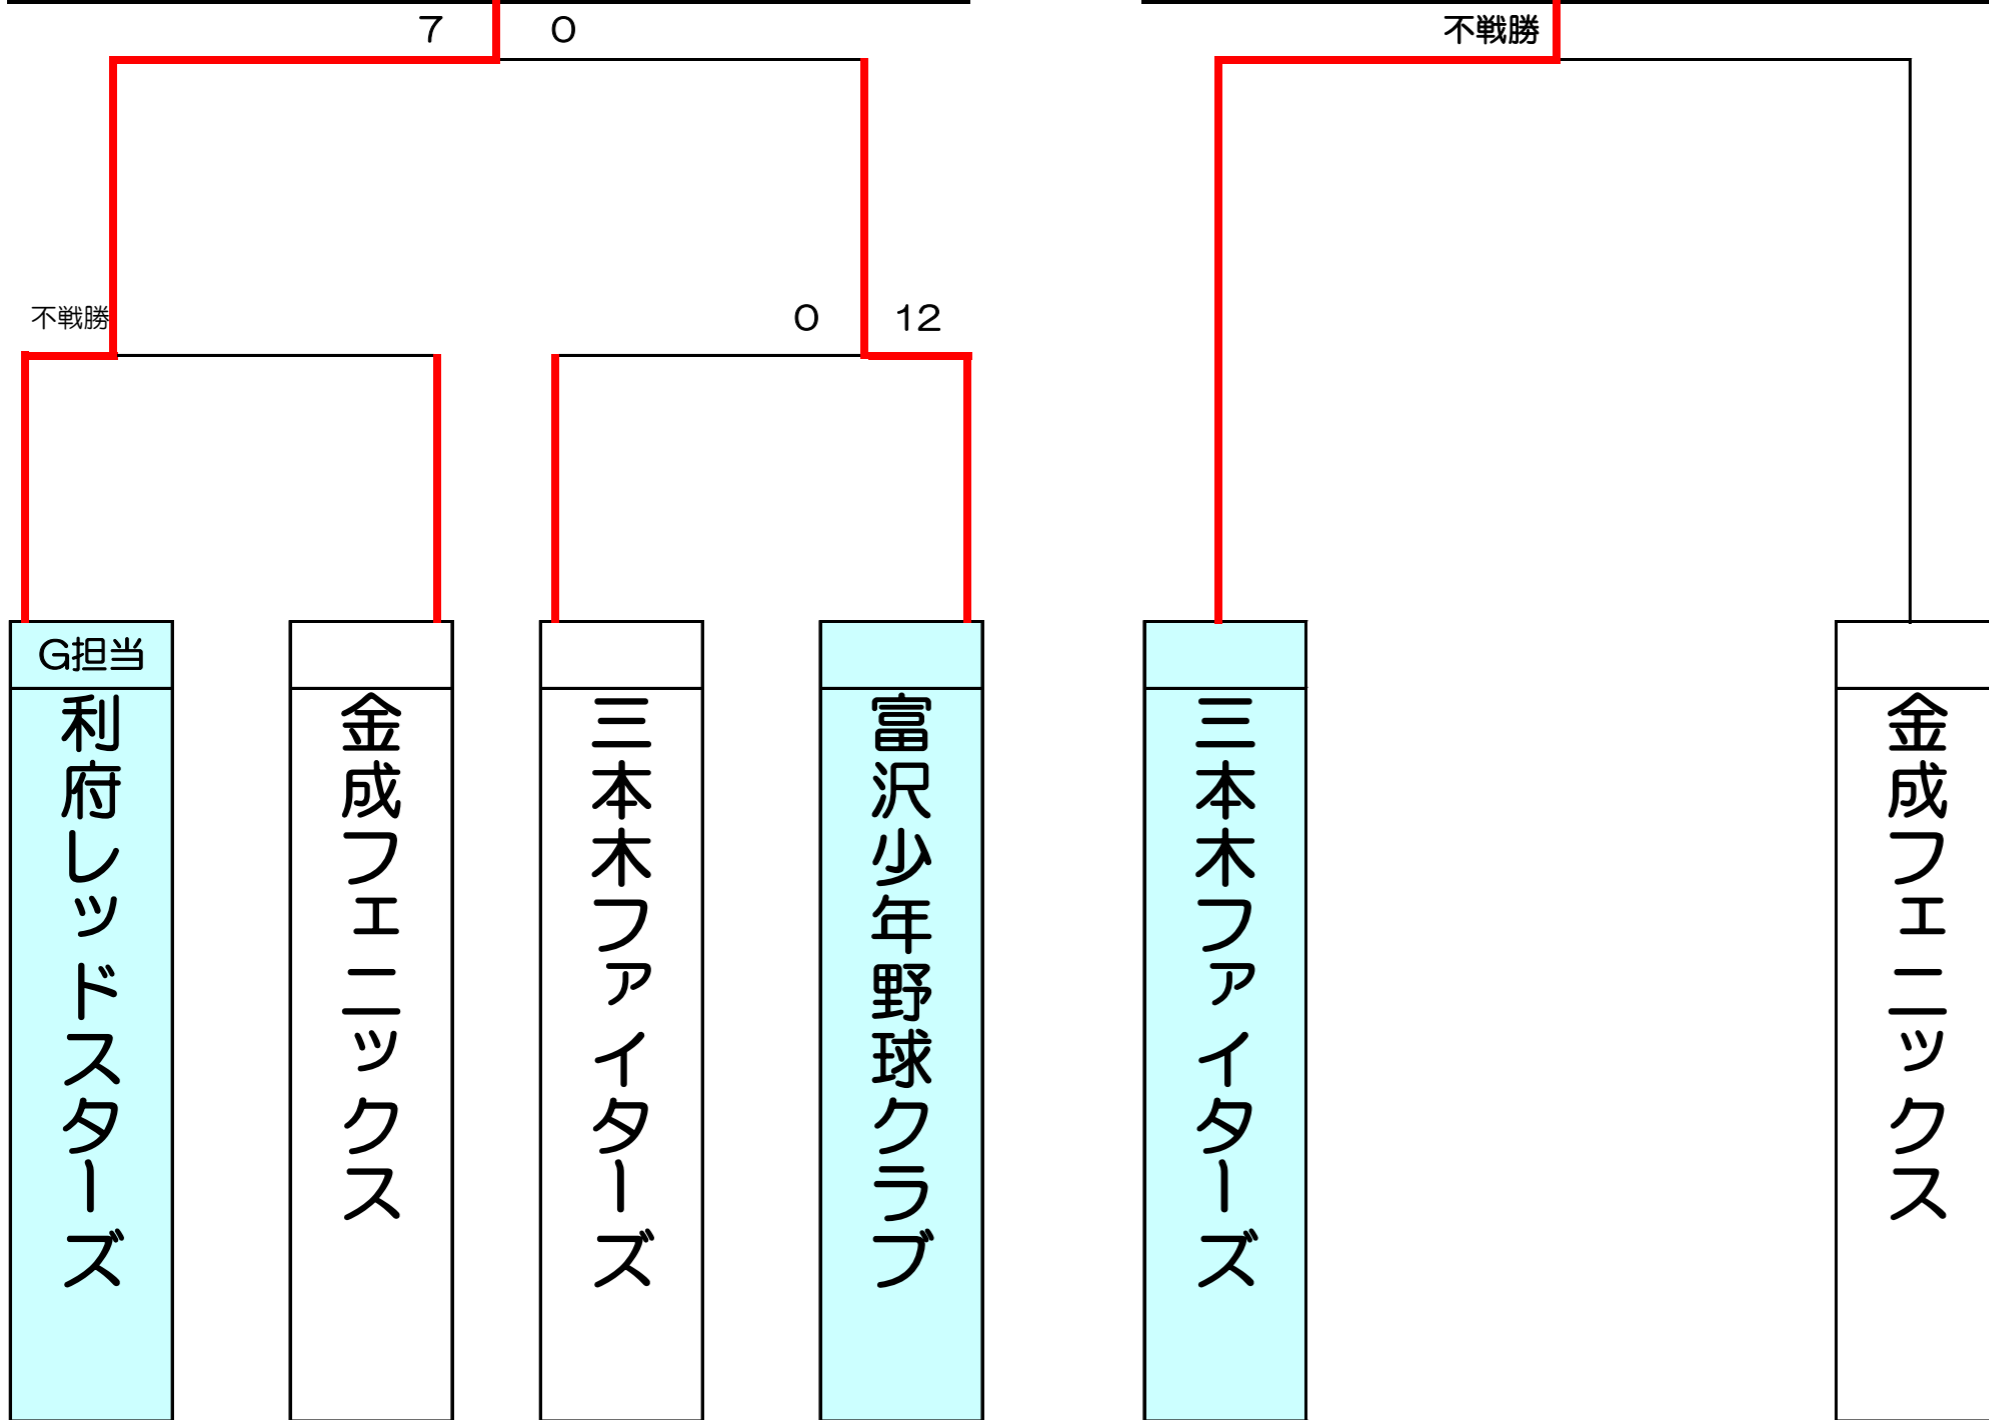 7 0
不戦勝
不戦勝
0 12
G担当
利府レッドスターズ
金成フェニックス
三本木ファイターズ
富沢少年野球クラブ
三本木ファイターズ
金成フェニックス